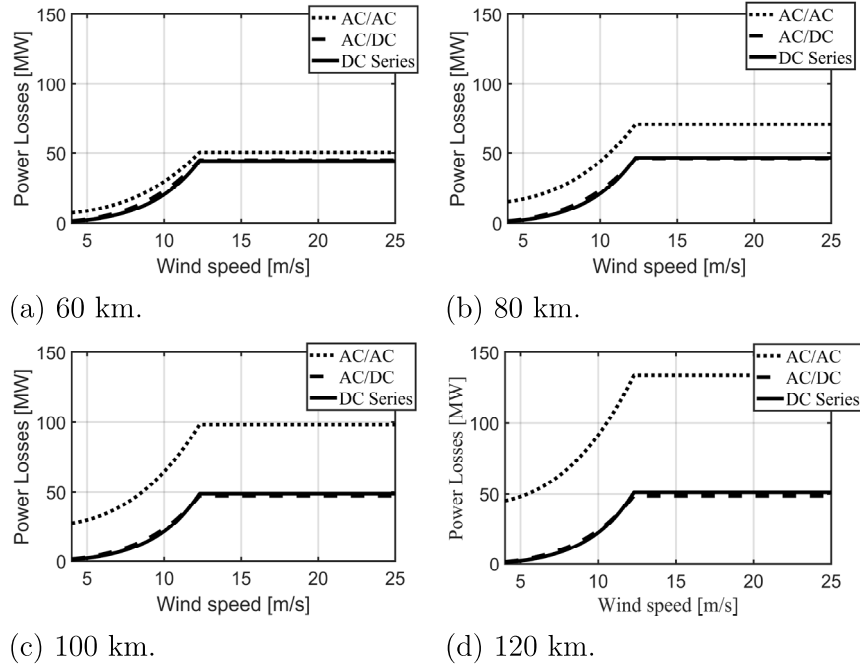 150
100
50
0
Power Losses [MW]
AC/AC
AC/DC
DC Series
5 10 15 20 25
Wind speed [m/s]
(a) 60 km.
150
100
50
0
Power Losses [MW]
AC/AC
AC/DC
DC Series
5 10 15 20 25
Wind speed [m/s]
(b) 80 km.
150
100
50
0
Power Losses [MW]
AC/AC
AC/DC
DC Series
5 10 15 20 25
Wind speed [m/s]
(c) 100 km.
150
100
50
0
Power Losses [MW]
AC/AC
AC/DC
DC Series
5 10 15 20 25
Wind speed [m/s]
(d) 120 km.